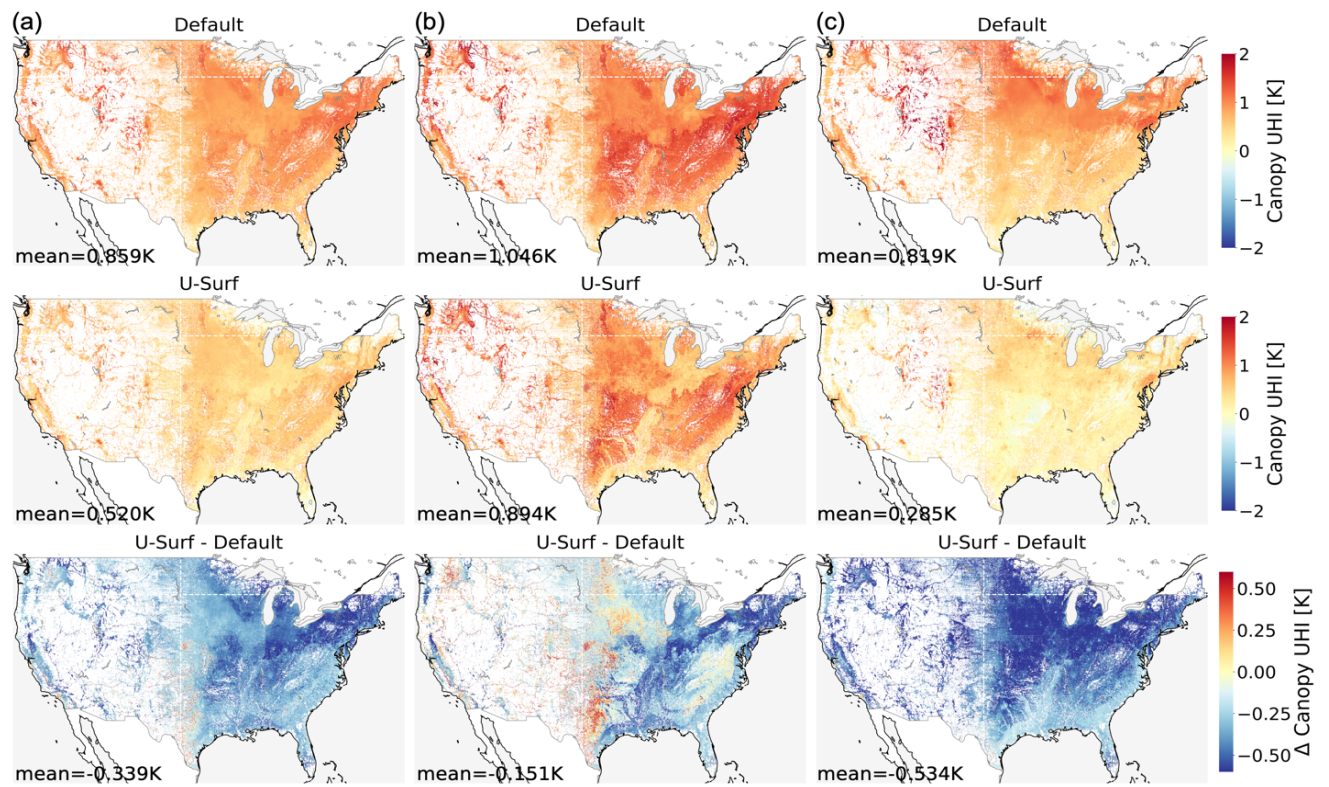 (a) Default
(b) Default
(c) Default
mean=0.859K
mean=1.046K
mean=0.819K
2
1
0
−1
−2
Canopy UHI [K]
U-Surf
U-Surf
U-Surf
mean=0.520K
mean=0.894K
mean=0.285K
2
1
0
−1
−2
Canopy UHI [K]
U-Surf - Default
U-Surf - Default
U-Surf - Default
mean=-0.339K
mean=-0.151K
mean=-0.534K
0.50
0.25
0.00
−0.25
−0.50
Δ Canopy UHI [K]